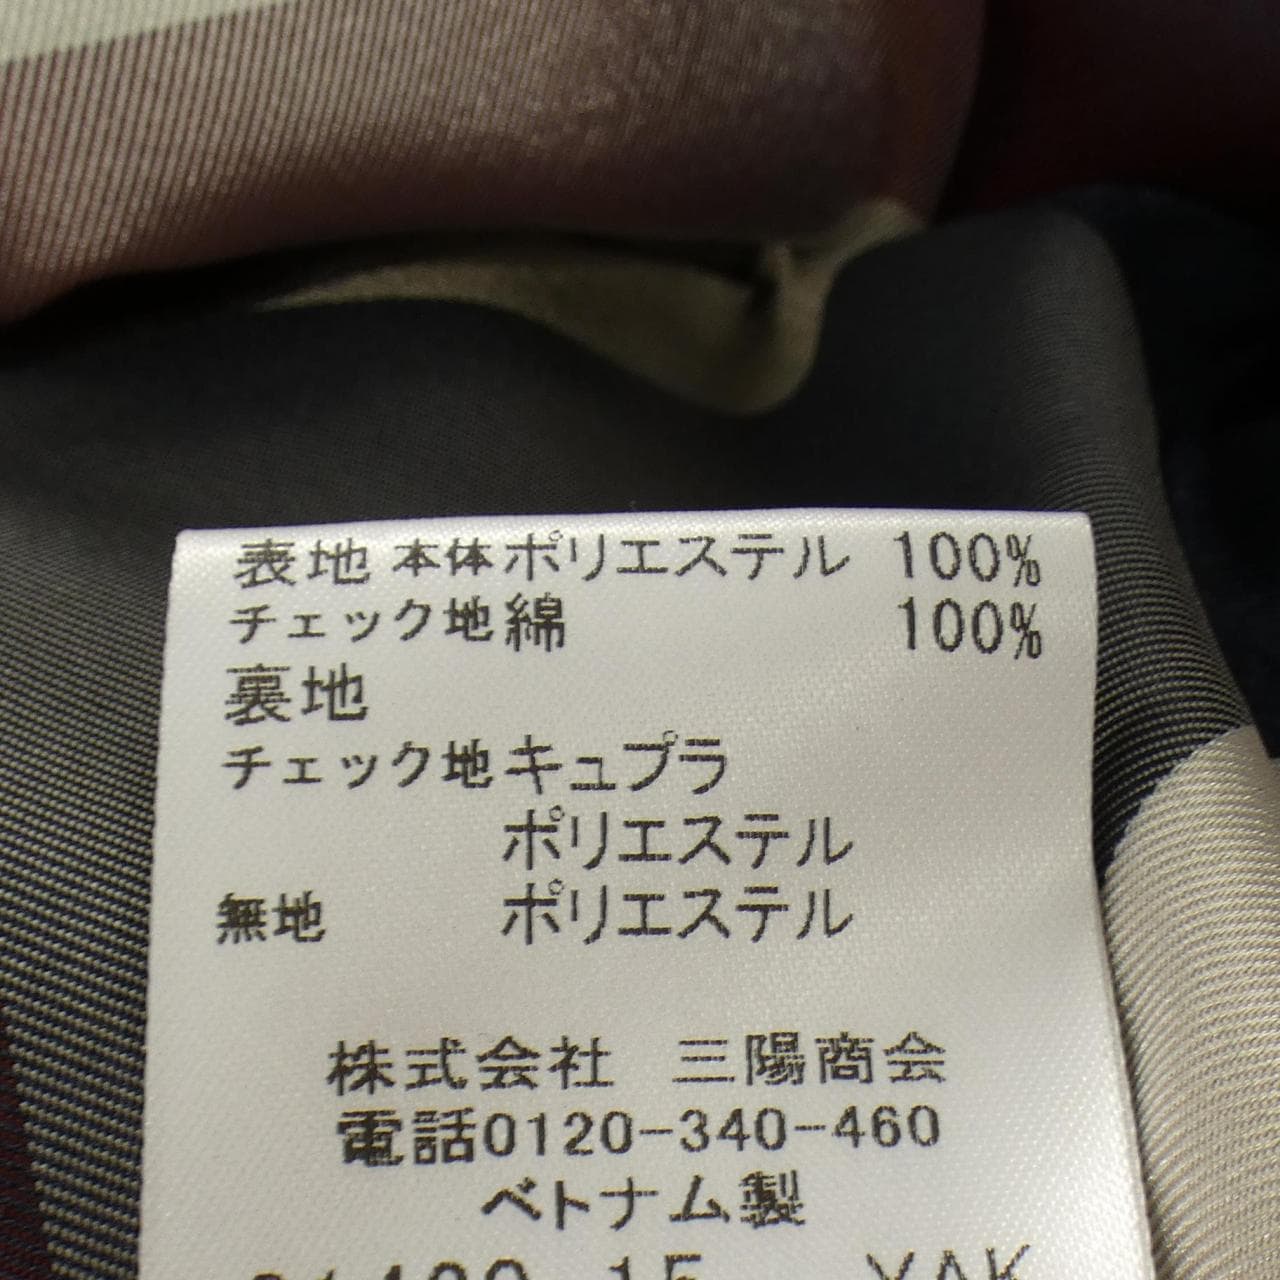 表地 本体 ポリエステル 100%
チェック地 綿 100%
裏地
チェック地 キュプラ
ポリエステル
無地 ポリエステル
株式会社 三陽商会
電話0120-340-460
ベトナム製
YAK